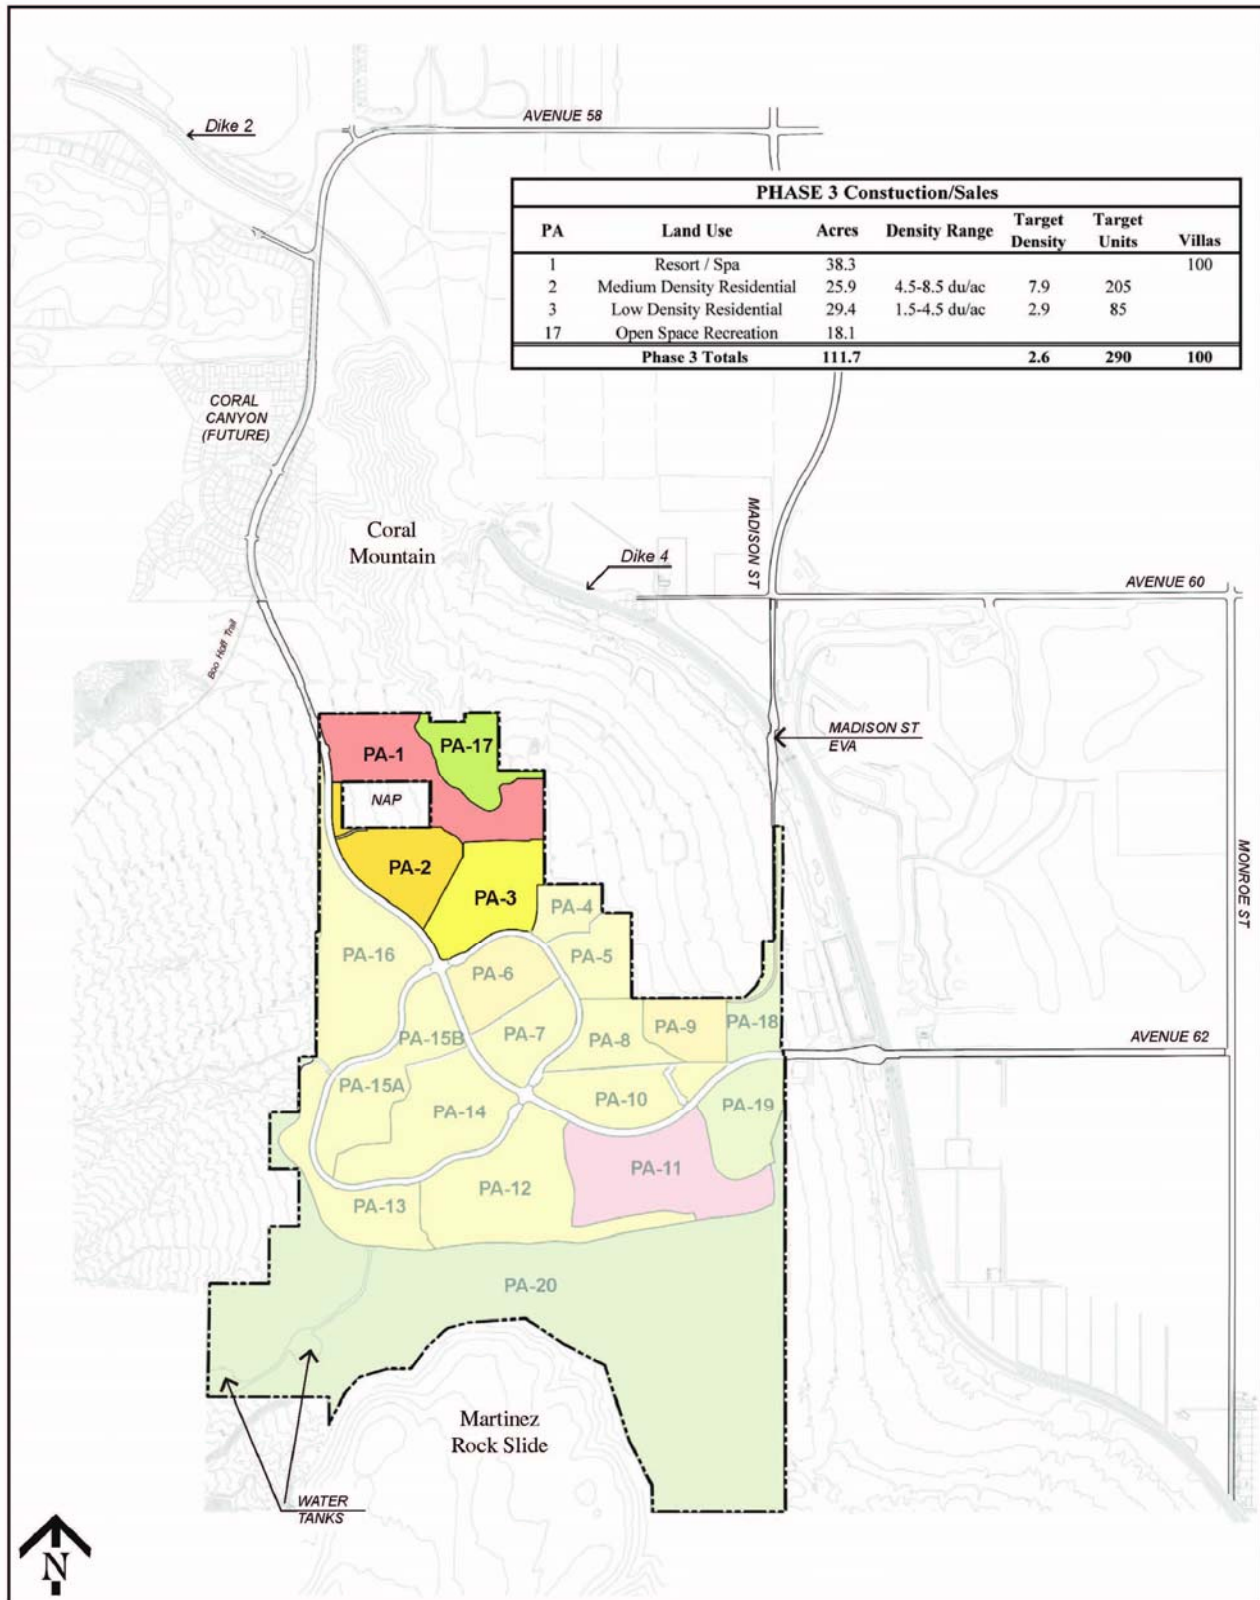 Dike 2
AVENUE 58
PHASE 3 Constuction/Sales
PA Land Use Acres Density Range Target Density Target Units Villas
1 Resort / Spa 38.3 100
2 Medium Density Residential 25.9 4.5-8.5 du/ac 7.9 205
3 Low Density Residential 29.4 1.5-4.5 du/ac 2.9 85
17 Open Space Recreation 18.1
Phase 3 Totals 111.7 2.6 290 100
CORAL
CANYON
(FUTURE)
Coral
Mountain
MADISON ST
Dike 4
AVENUE 60
Boo Hoff Trail
MADISON ST
EVA
PA-1
PA-17
NAP
PA-2
PA-3
MONROE ST
PA-4
PA-16
PA-5
PA-6
PA-15B
PA-7
PA-8
PA-9
PA-18
AVENUE 62
PA-15A
PA-14
PA-10
PA-19
PA-11
PA-13
PA-12
PA-20
Martinez
Rock Slide
WATER
TANKS
N